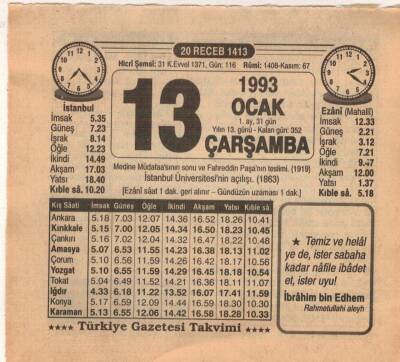 20 RECEB 1413
Hicrî Şemsî: 31 K.Evvel 1371, Gün: 116 Rûmî: 1408-Kasım: 67
13
1993
OCAK
1. ay, 31 gün
Yılın 13. günü - Kalan gün: 352
ÇARŞAMBA
İstanbul
İmsak 5.35
Güneş 7.23
İşrak 8.14
Öğle 12.23
İkindi 14.49
Akşam 17.03
Yatsı 18.40
Kıble sâ. 10.20
Ezânî (Mahallî)
İmsak 12.33
Güneş 2.21
İşrak 3.12
Öğle 7.21
İkindi 9.47
Akşam 12.00
Yatsı 1.37
Kıble sâ. 5.18
Medine Müdafaa'sının sonu ve Fahreddin Paşa'nın teslimi. (1919)
İstanbul Üniversitesi'nin açılışı. (1863)
[Ezânî sâat 1 dak. geri alınır – Gündüzün uzaması 1 dak.]
Kış Sâati İmsak Güneş Öğle İkindi Akşam Yatsı Kıble sâ.
Ankara 5.18 7.03 12.07 14.36 16.52 18.26 10.41
Kırıkkale 5.15 7.00 12.05 14.34 16.50 18.23 10.45
Çankırı 5.16 7.02 12.04 14.32 16.47 18.22 10.48
Amasya 5.07 6.53 11.55 14.23 16.38 18.13 11.02
Çorum 5.10 6.56 11.59 14.26 16.42 18.17 10.56
Yozgat 5.10 6.55 11.59 14.29 16.45 18.18 10.54
Tokat 5.04 6.49 11.52 14.21 16.36 18.11 11.07
Iğdır 4.33 6.18 11.22 13.52 16.07 17.41 11.59
Konya 5.17 6.59 12.09 14.44 16.59 18.30 10.30
Karaman 5.13 6.55 12.06 14.42 16.58 18.28 10.33
★ Temiz ve helâl
ye de, ister sabaha
kadar nâfile ibâdet
et, ister uyu!
İbrâhim bin Edhem
Rahmetullahi aleyh
★★★★ Türkiye Gazetesi Takvimi ★★★★